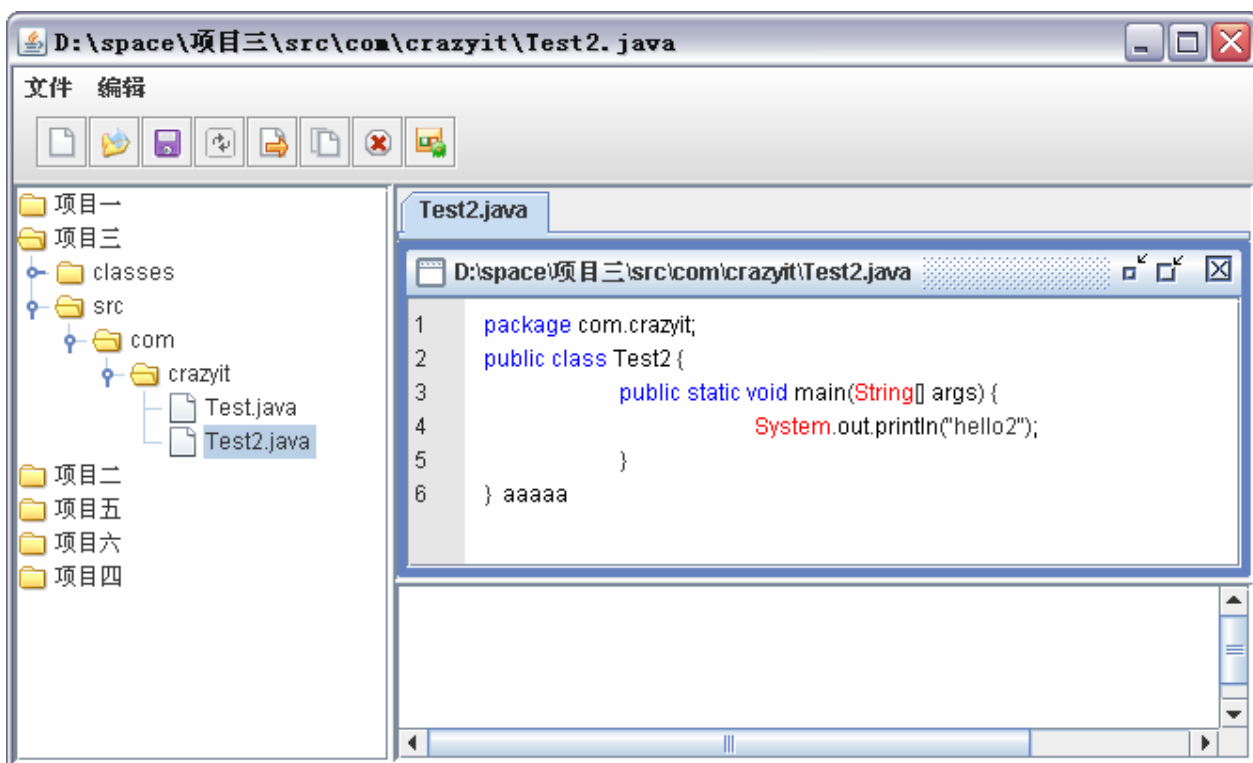 D:\space\项目三\src\com\crazyit\Test2.java
文件 编辑
项目一
项目三
classes
src
com
crazyit
Test.java
Test2.java
项目二
项目五
项目六
项目四
Test2.java
D:\space\项目三\src\com\crazyit\Test2.java
1 package com.crazyit;
2 public class Test2 {
3 public static void main(String[] args) {
4 System.out.println("hello2");
5 }
6 } aaaaa